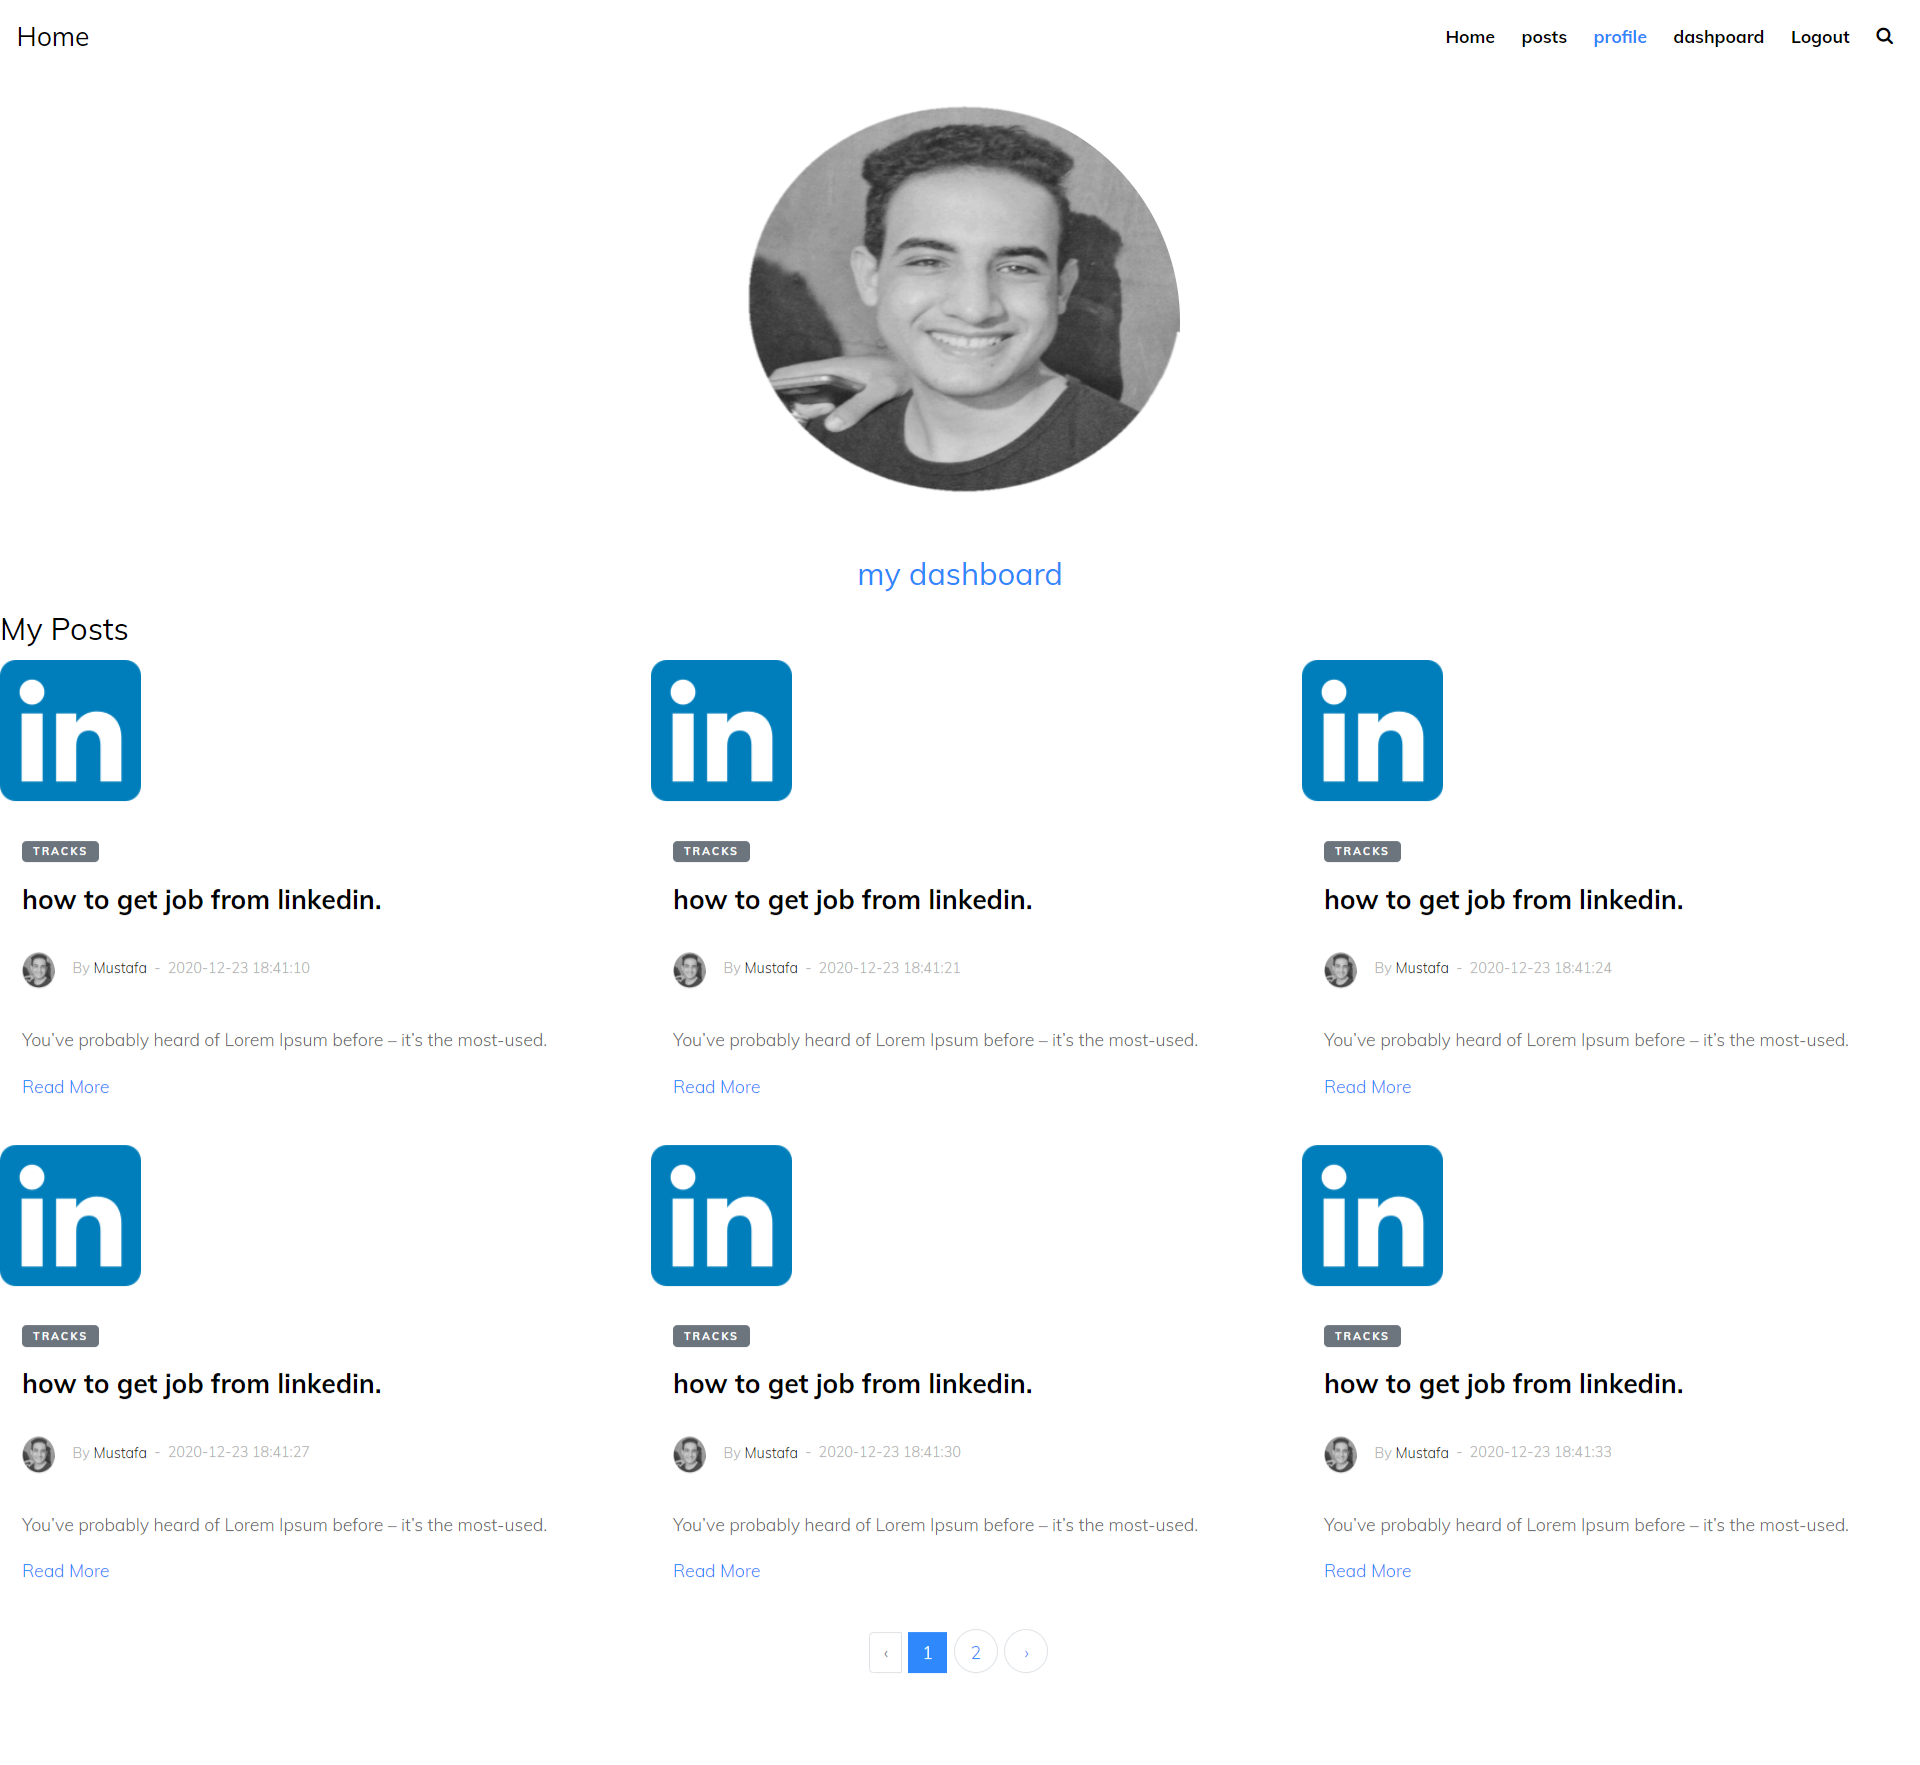 Home
Home posts profile dashpoard Logout
my dashboard
My Posts
in in in
TRACKS TRACKS TRACKS
how to get job from linkedin. how to get job from linkedin. how to get job from linkedin.
By Mustafa - 2020-12-23 18:41:10 By Mustafa - 2020-12-23 18:41:21 By Mustafa - 2020-12-23 18:41:24
You've probably heard of Lorem Ipsum before – it's the most-used. You've probably heard of Lorem Ipsum before – it's the most-used. You've probably heard of Lorem Ipsum before – it's the most-used.
Read More Read More Read More
in in in
TRACKS TRACKS TRACKS
how to get job from linkedin. how to get job from linkedin. how to get job from linkedin.
By Mustafa - 2020-12-23 18:41:27 By Mustafa - 2020-12-23 18:41:30 By Mustafa - 2020-12-23 18:41:33
You've probably heard of Lorem Ipsum before – it's the most-used. You've probably heard of Lorem Ipsum before – it's the most-used. You've probably heard of Lorem Ipsum before – it's the most-used.
Read More Read More Read More
‹ 1 2 ›